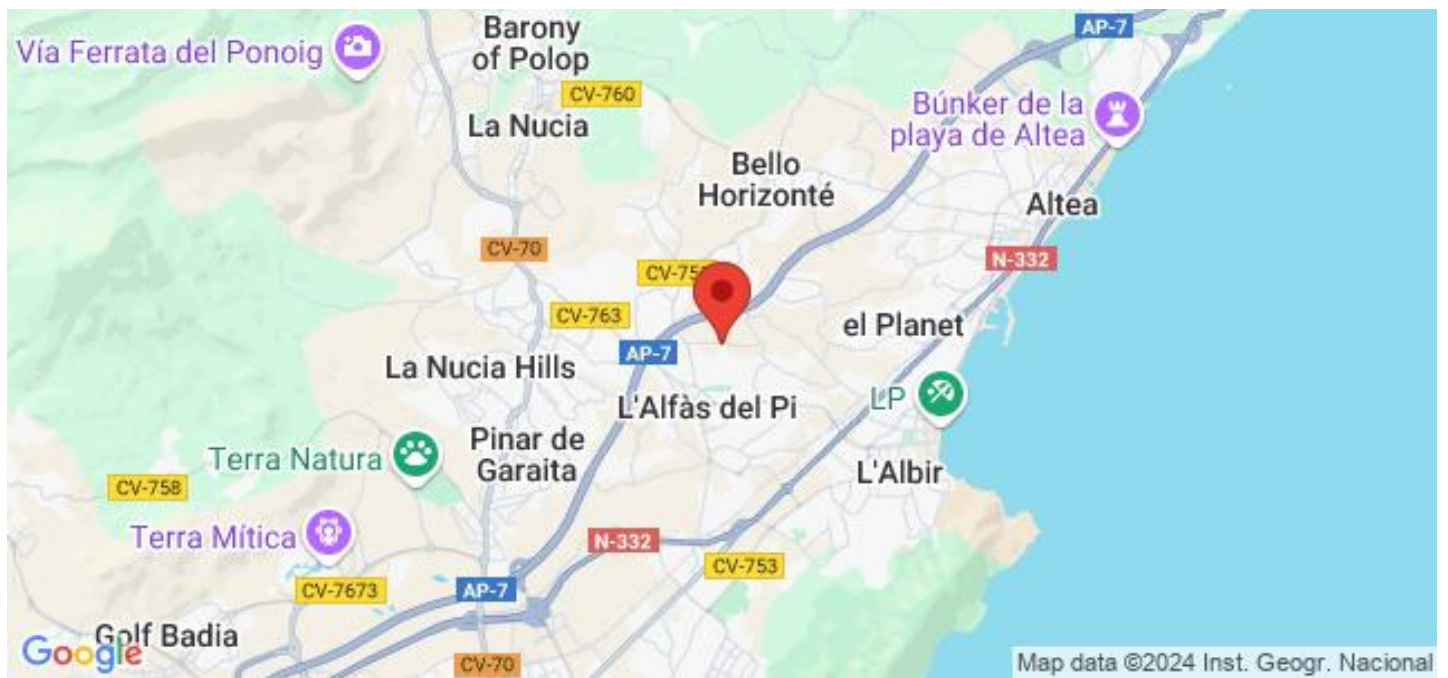 Barony
of Polop
Vía Ferrata del Ponoig
AP-7
CV-760
La Nucia
Búnker de la
playa de Altea
Bello
Horizonté
Altea
CV-70
N-332
CV-763
el Planet
AP-7
La Nucia Hills
L'Alfàs del Pi
LP
Pinar de
Garaita
Terra Natura
L'Albir
CV-758
Terra Mítica
N-332
CV-753
CV-7673
AP-7
Golf Badia
Google
CV-70
Map data ©2024 Inst. Geogr. Nacional